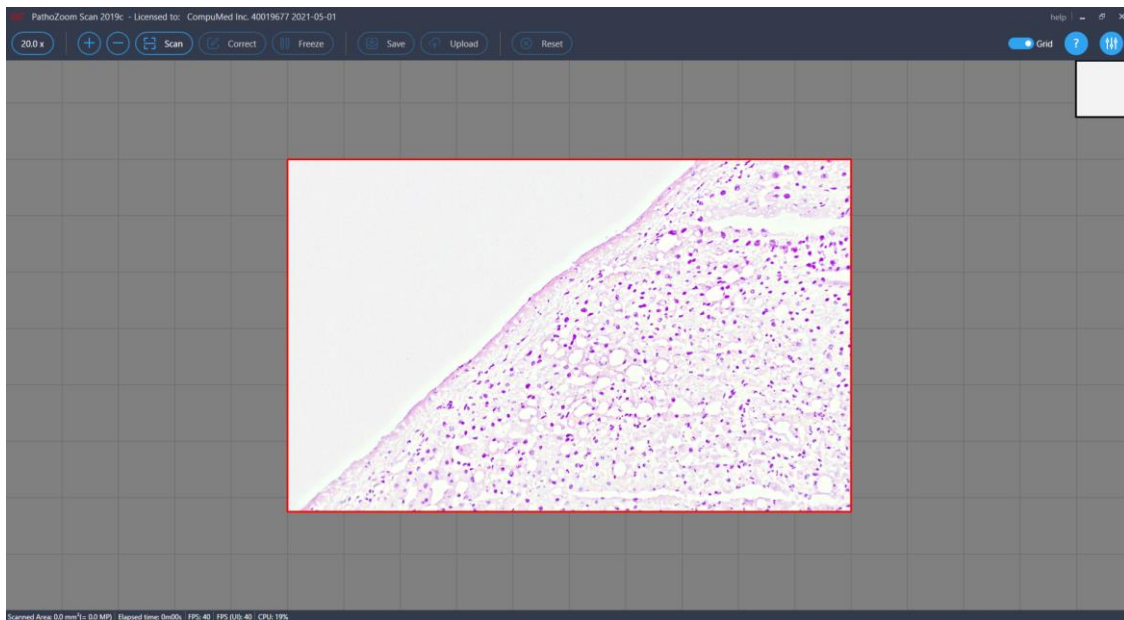 PathoZoom Scan 2019c - Licensed to: CompuMed Inc. 40019677 2021-05-01 help
20.0 x Scan Correct Freeze Save Upload Reset Grid ?
Scanned Area: 0.0 mm²(= 0.0 MP) Elapsed time: 0m00s FPS: 40 FPS (UI): 40 CPU: 19%